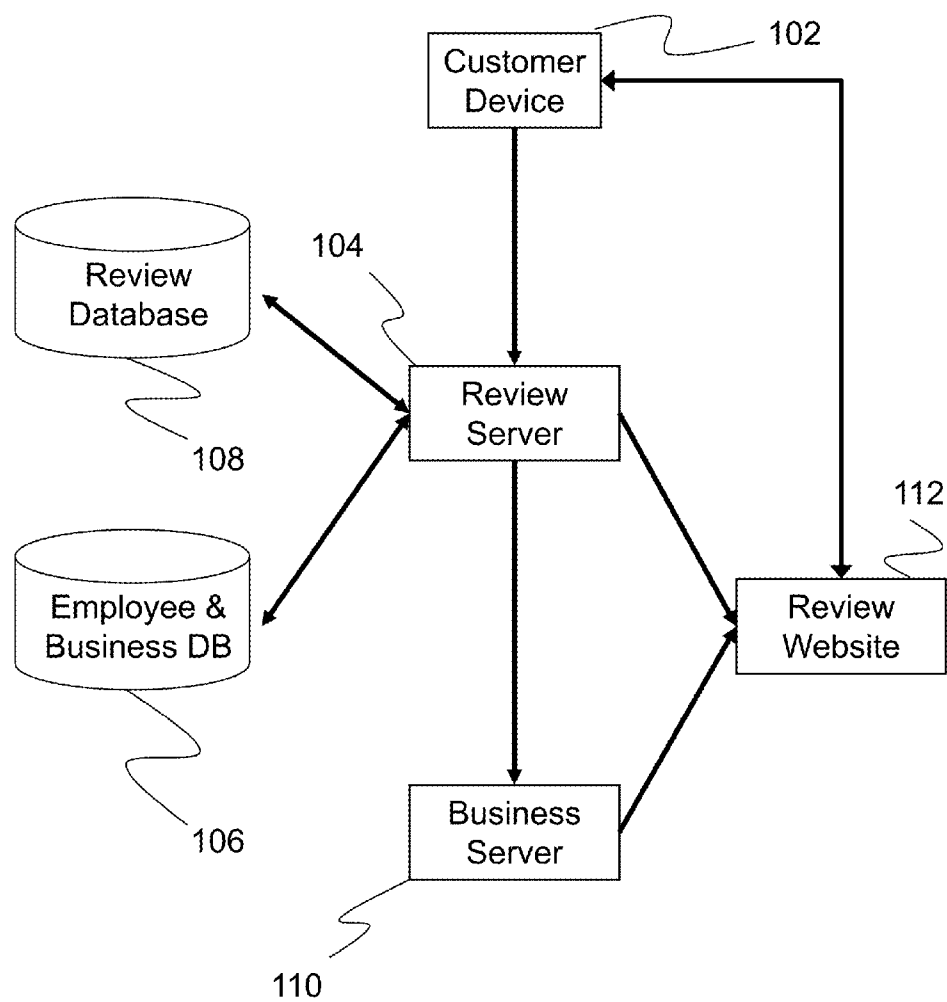 102
Customer
Device
104
Review
Database
108
Review
Server
112
Employee &
Business DB
Review
Website
106
Business
Server
110